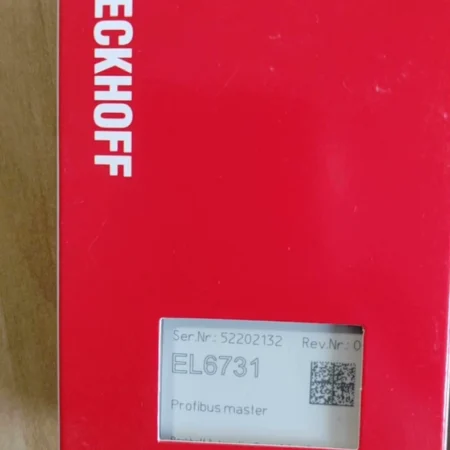 ECKHOFF
Ser.Nr.: 52202132 Rev.Nr.: 0
EL6731
Profibus master